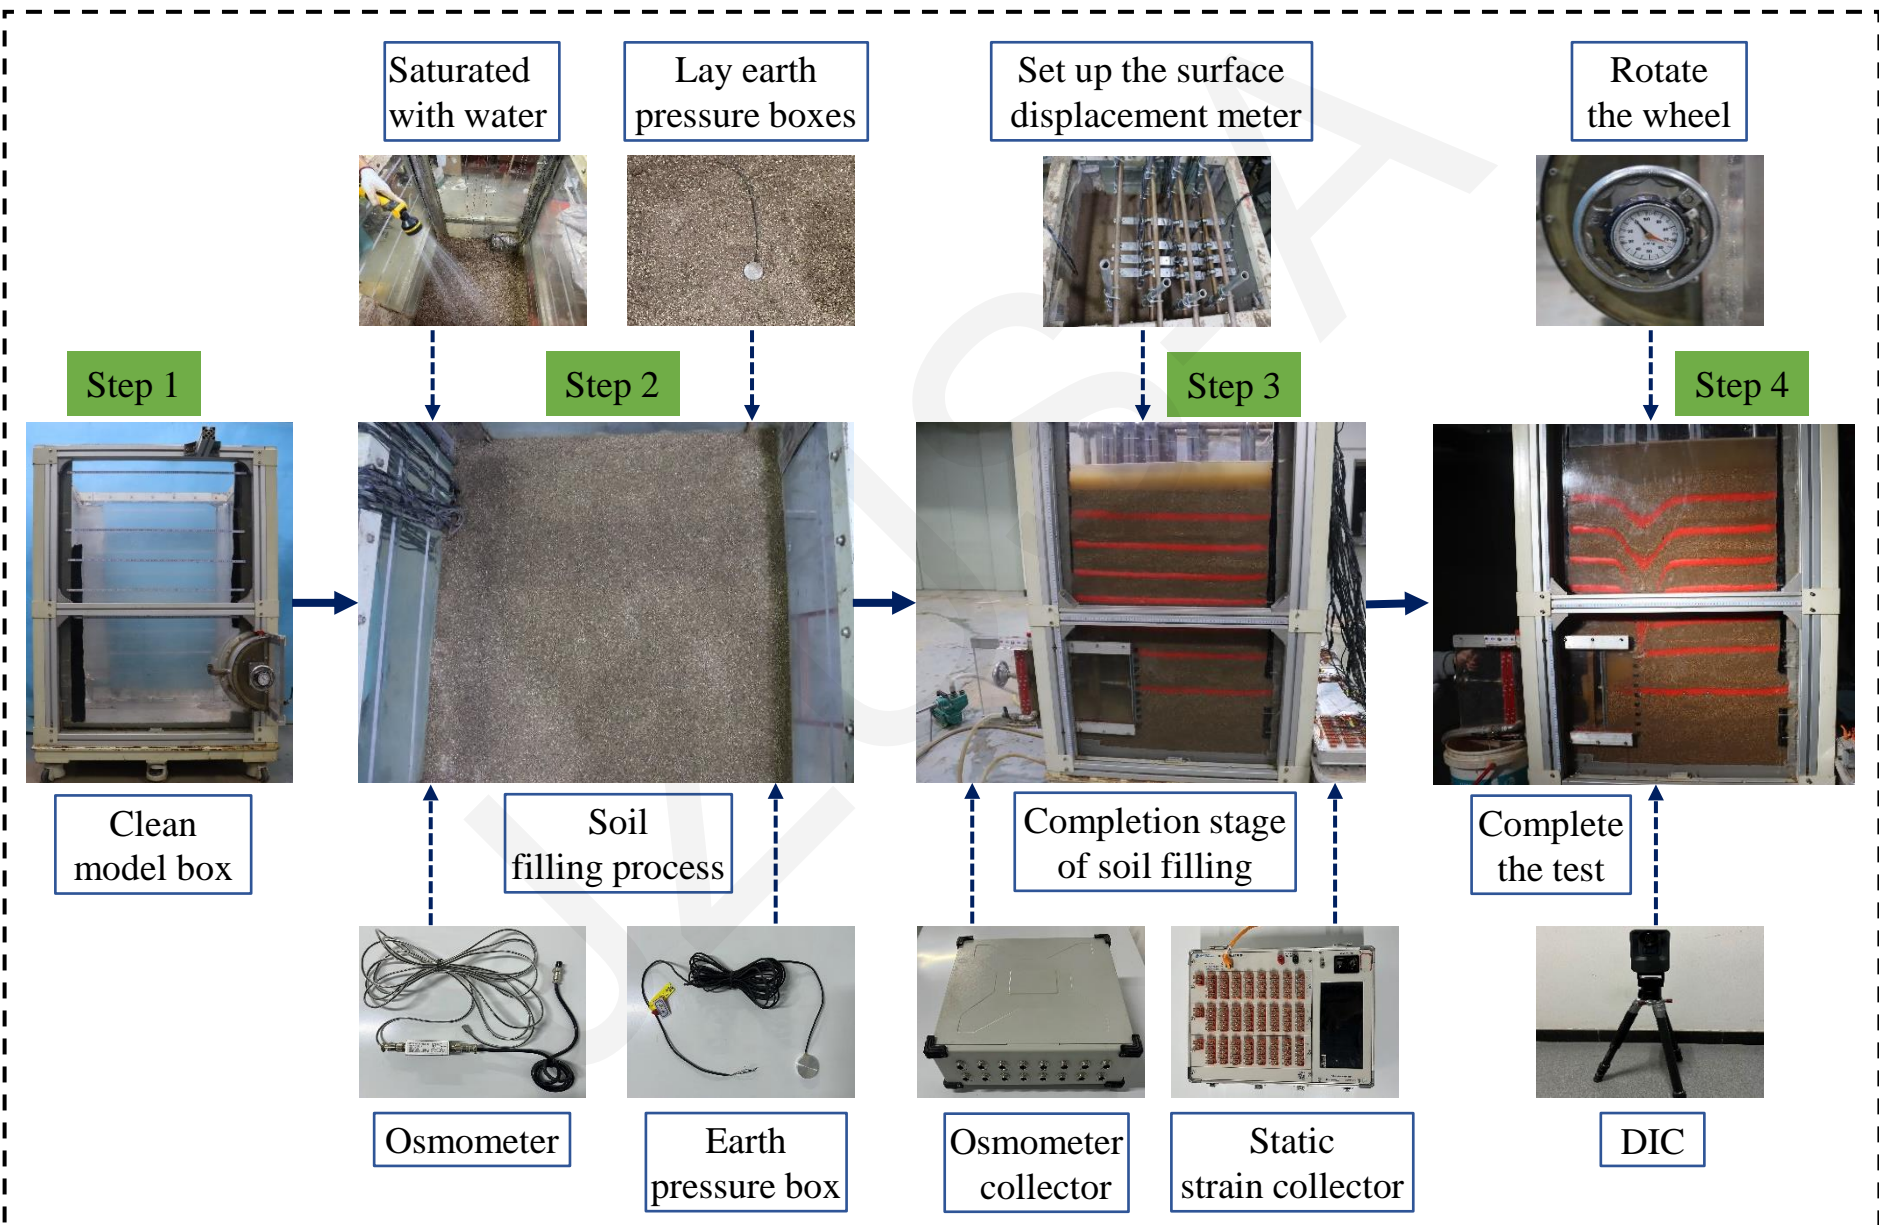 Saturated
with water
Lay earth
pressure boxes
Set up the surface
displacement meter
Rotate
the wheel
Step 1
Step 2
Step 3
Step 4
Clean
model box
Soil
filling process
Completion stage
of soil filling
Complete
the test
Osmometer
Earth
pressure box
Osmometer
collector
Static
strain collector
DIC
JZUS-A